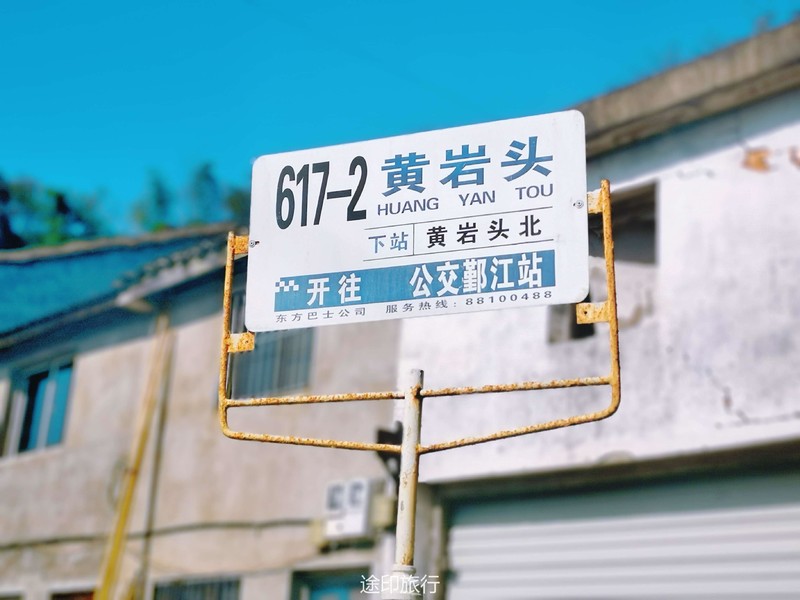 617-2 黄岩头
HUANG YAN TOU
下站 黄岩头北
开往 公交鄞江站
东方巴士公司 服务热线:88100488
途印旅行